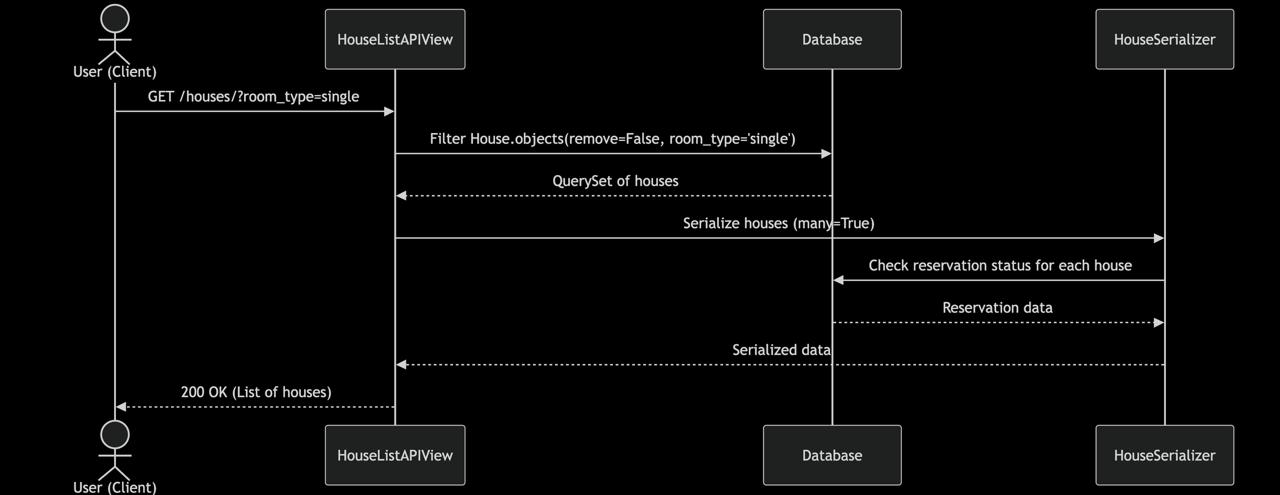 User (Client)
HouseListAPIView
Database
HouseSerializer
GET /houses/?room_type=single
Filter House.objects(remove=False, room_type='single')
QuerySet of houses
Serialize houses (many=True)
Check reservation status for each house
Reservation data
Serialized data
200 OK (List of houses)
User (Client)
HouseListAPIView
Database
HouseSerializer